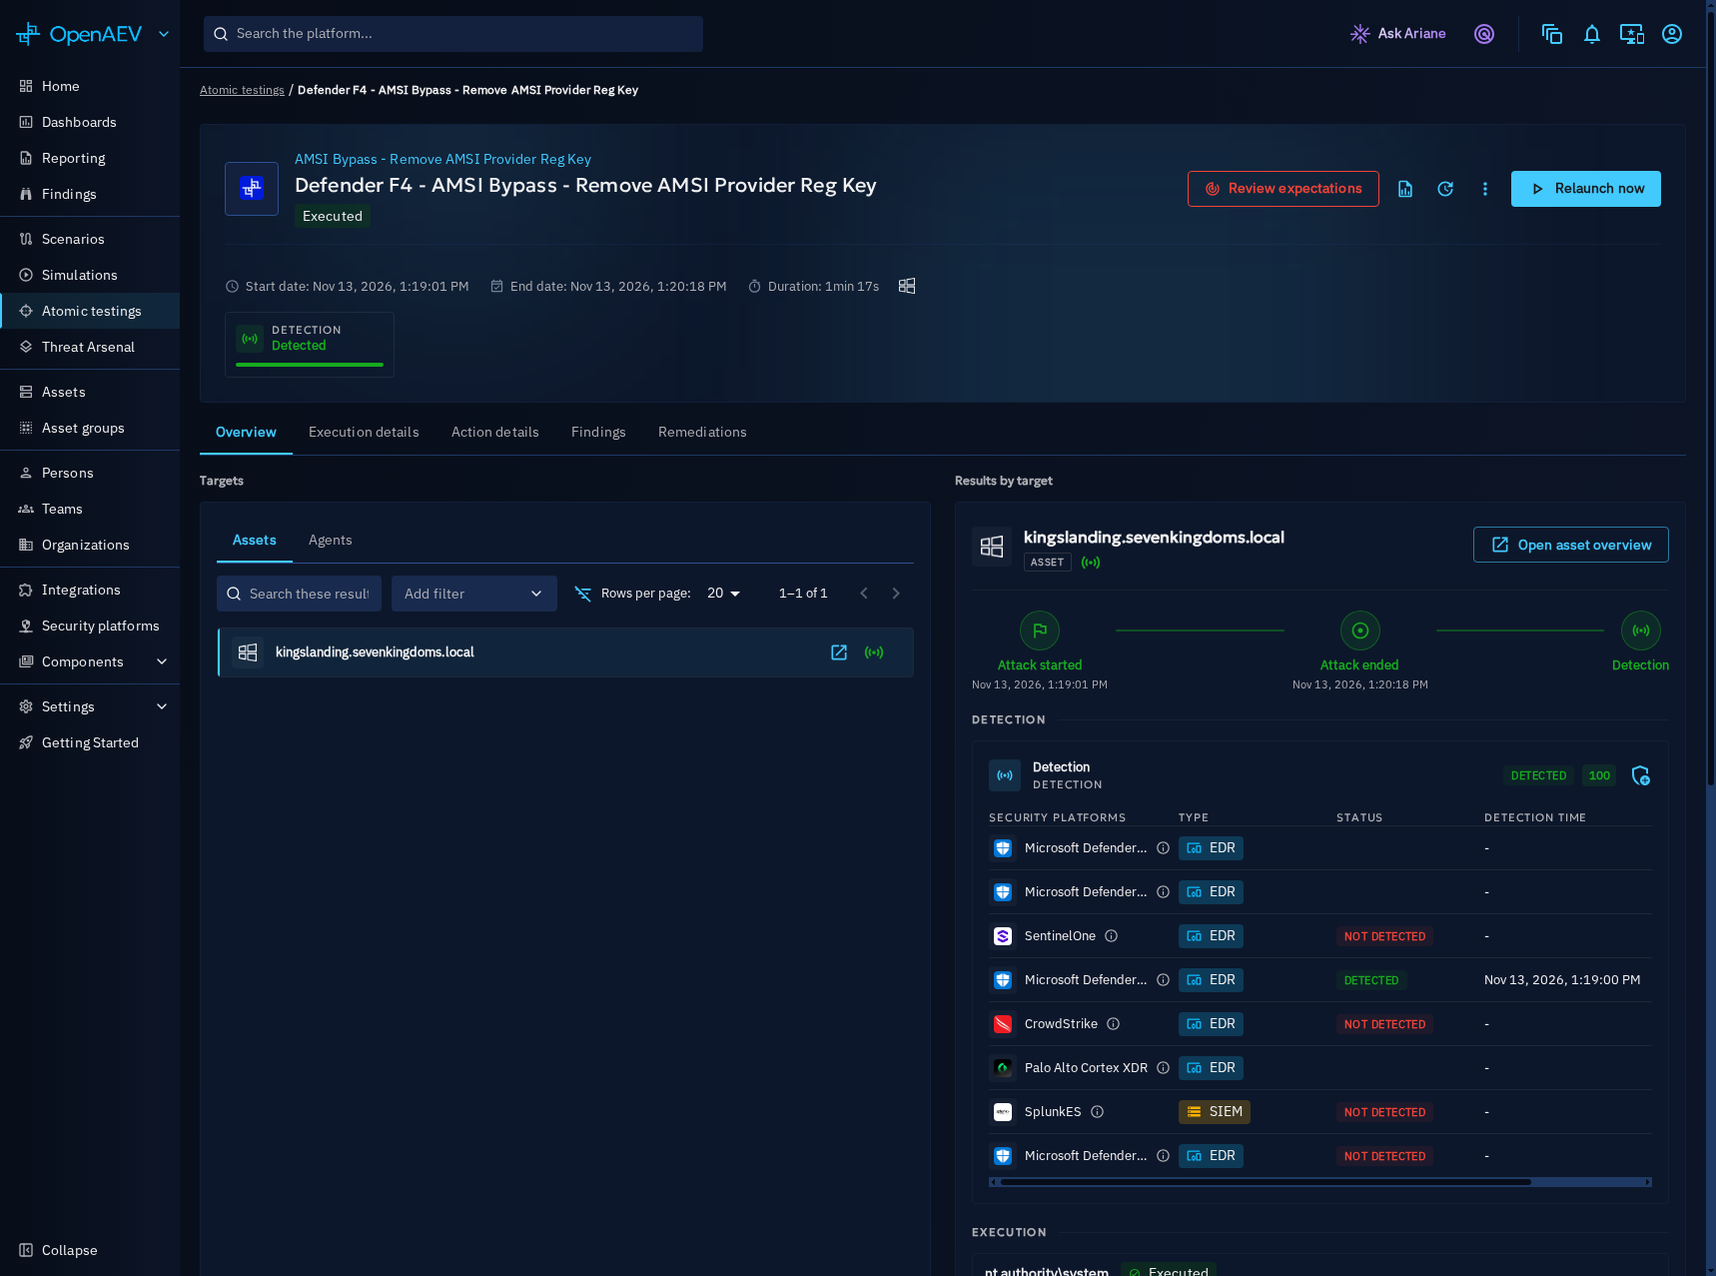 OpenAEV
Search the platform...
Ask Ariane
Home
Dashboards
Reporting
Findings
Scenarios
Simulations
Atomic testings
Threat Arsenal
Assets
Asset groups
Persons
Teams
Organizations
Integrations
Security platforms
Components
Settings
Getting Started
Collapse
Atomic testings / Defender F4 - AMSI Bypass - Remove AMSI Provider Reg Key
AMSI Bypass - Remove AMSI Provider Reg Key
Defender F4 - AMSI Bypass - Remove AMSI Provider Reg Key
Executed
Review expectations
Relaunch now
Start date: Nov 13, 2026, 1:19:01 PM
End date: Nov 13, 2026, 1:20:18 PM
Duration: 1min 17s
DETECTION
Detected
Overview
Execution details
Action details
Findings
Remediations
Targets
Assets
Agents
Search these result
Add filter
Rows per page: 20
1–1 of 1
kingslanding.sevenkingdoms.local
Results by target
kingslanding.sevenkingdoms.local
ASSET
Open asset overview
Attack started
Nov 13, 2026, 1:19:01 PM
Attack ended
Nov 13, 2026, 1:20:18 PM
Detection
DETECTION
Detection
DETECTION
DETECTED 100
SECURITY PLATFORMS TYPE STATUS DETECTION TIME
Microsoft Defender... EDR -
Microsoft Defender... EDR -
SentinelOne EDR NOT DETECTED -
Microsoft Defender... EDR DETECTED Nov 13, 2026, 1:19:00 PM
CrowdStrike EDR NOT DETECTED -
Palo Alto Cortex XDR EDR -
SplunkES SIEM NOT DETECTED -
Microsoft Defender... EDR NOT DETECTED -
EXECUTION
nt authority\system Executed